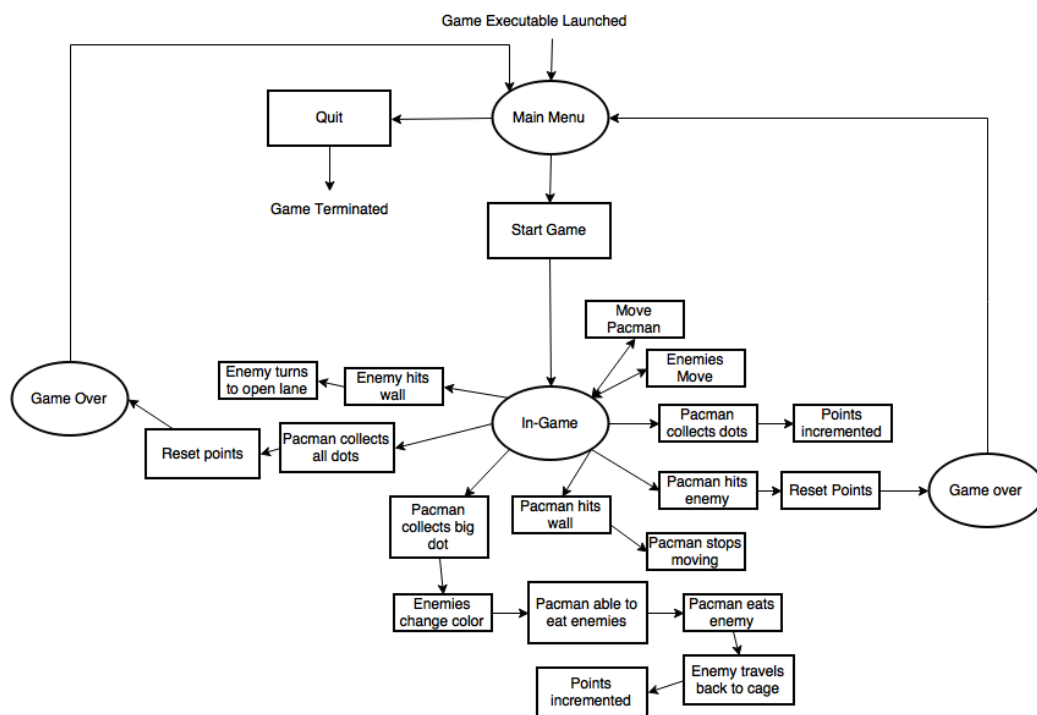 Game Executable Launched
Quit
Main Menu
Game Terminated
Start Game
Move
Pacman
Enemies
Move
Enemy turns
to open lane
Enemy hits
wall
Game Over
In-Game
Pacman
collects dots
Points
incremented
Reset points
Pacman collects
all dots
Pacman hits
enemy
Reset Points
Game over
Pacman
collects big
dot
Pacman hits
wall
Pacman stops
moving
Enemies
change color
Pacman able to
eat enemies
Pacman eats
enemy
Enemy travels
back to cage
Points
incremented